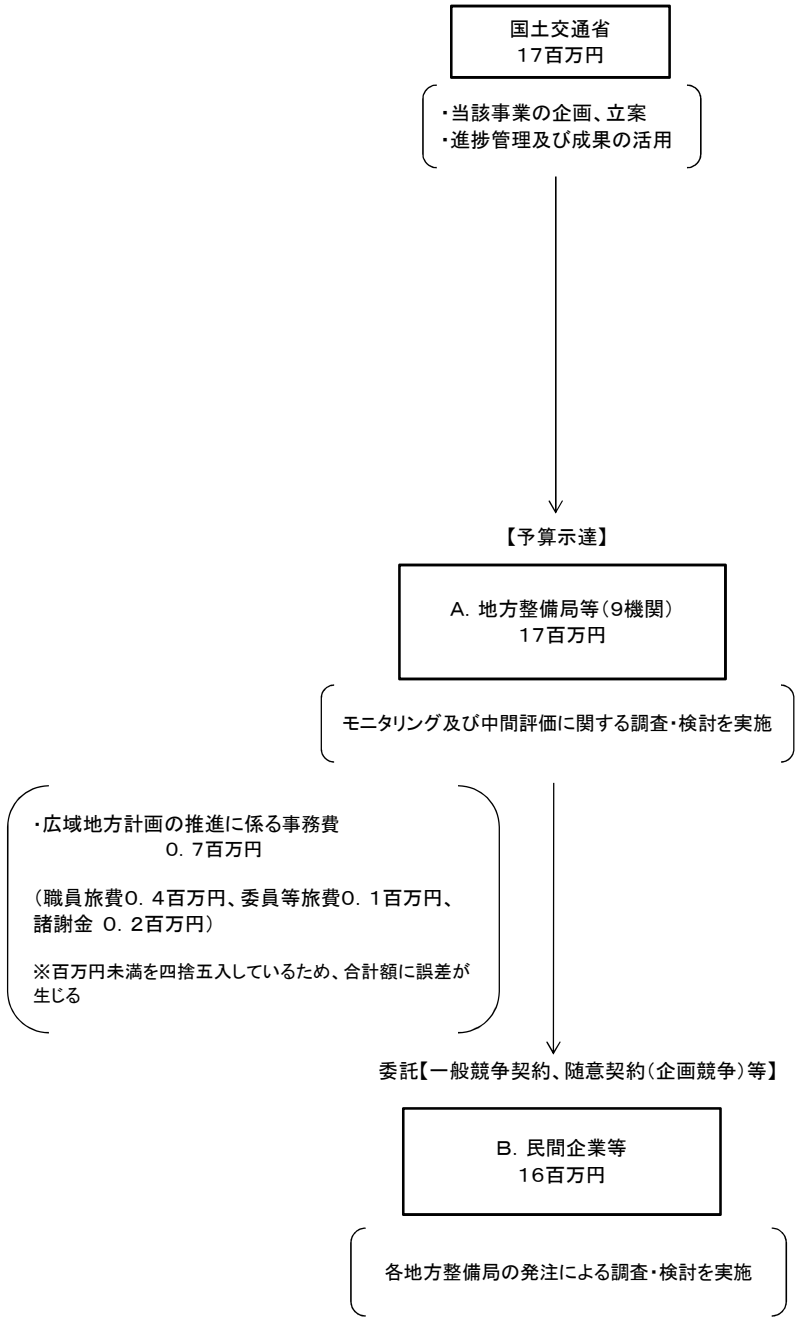 国土交通省
17百万円
・当該事業の企画、立案
・進捗管理及び成果の活用
【予算示達】
A．地方整備局等（9機関）
17百万円
モニタリング及び中間評価に関する調査・検討を実施
・広域地方計画の推進に係る事務費
0．7百万円
（職員旅費0．4百万円、委員等旅費0．1百万円、
諸謝金 0．2百万円）
※百万円未満を四捨五入しているため、合計額に誤差が
生じる
委託【一般競争契約、随意契約（企画競争）等】
B．民間企業等
16百万円
各地方整備局の発注による調査・検討を実施